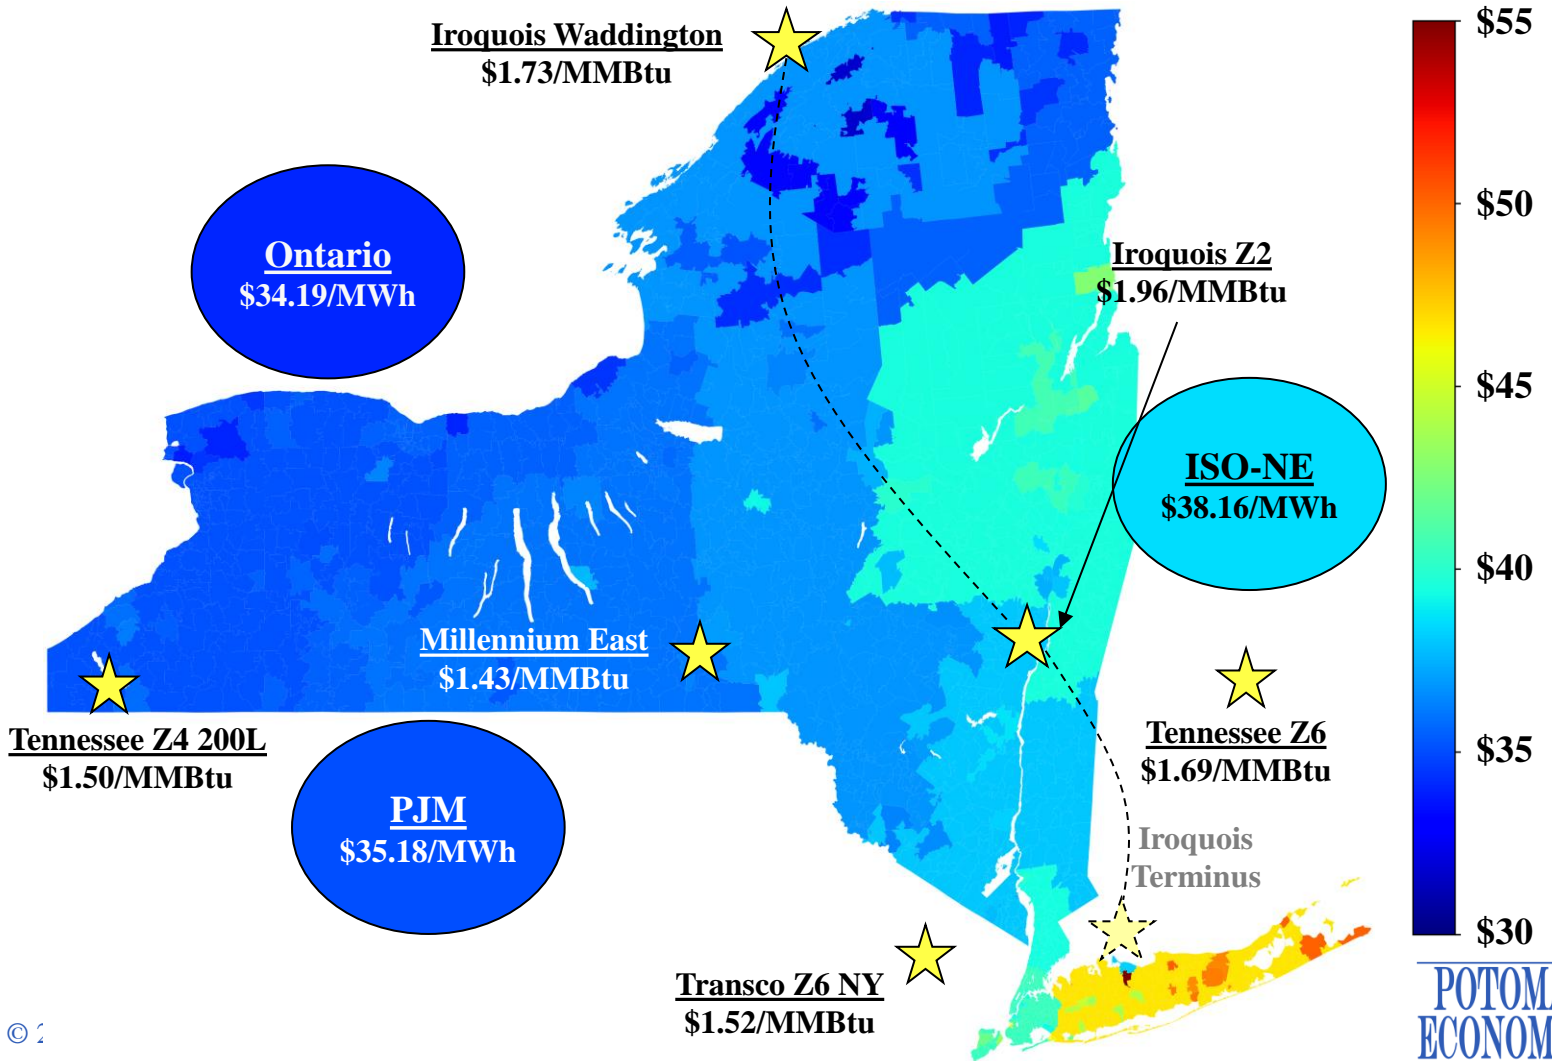 Iroquois Waddington
$1.73/MMBtu
$55
$50
Ontario
$34.19/MWh
Iroquois Z2
$1.96/MMBtu
$45
ISO-NE
$38.16/MWh
$40
Millennium East
$1.43/MMBtu
Tennessee Z4 200L
$1.50/MMBtu
Tennessee Z6
$1.69/MMBtu
$35
PJM
$35.18/MWh
Iroquois
Terminus
$30
Transco Z6 NY
$1.52/MMBtu
POTOM
ECONOM
©